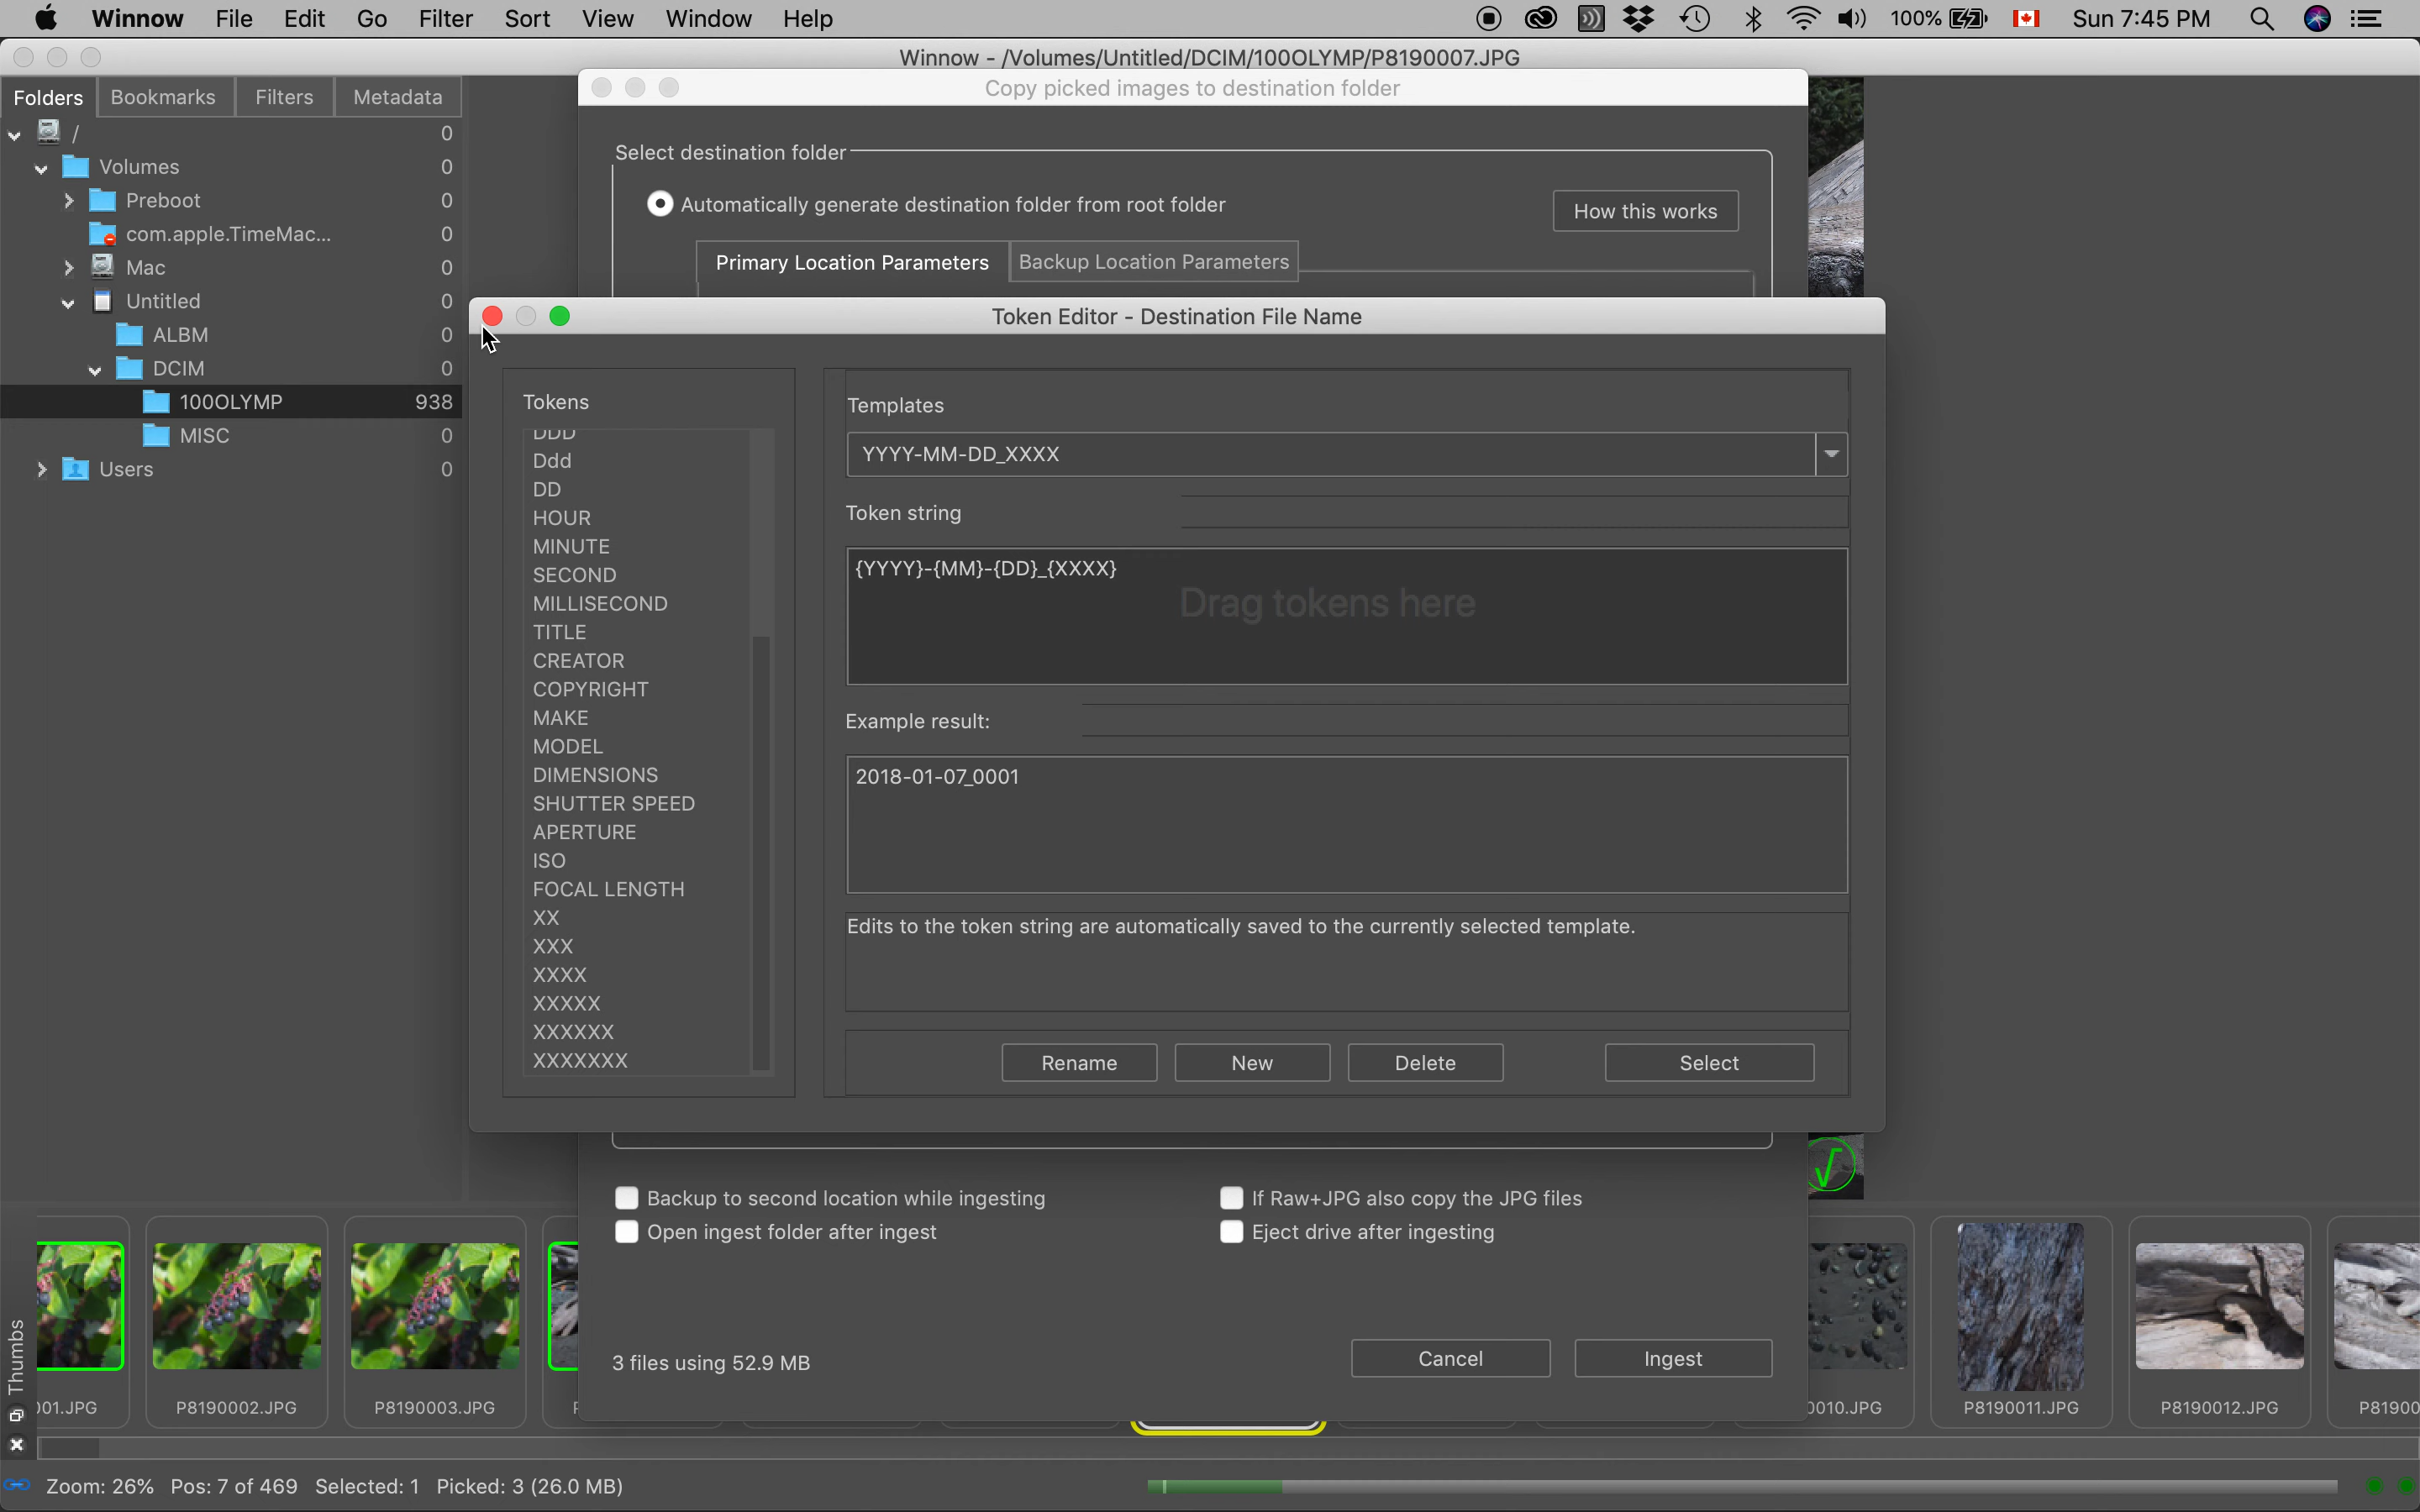 Winnow File Edit Go Filter Sort View Window Help 100% Sun 7:45 PM
Winnow - /Volumes/Untitled/DCIM/100OLYMP/P8190007.JPG
Folders Bookmarks Filters Metadata
/ 0
Volumes 0
Preboot 0
com.apple.TimeMac... 0
Mac 0
Untitled 0
ALBM 0
DCIM 0
100OLYMP 938
MISC 0
Users 0
Copy picked images to destination folder
Select destination folder
Automatically generate destination folder from root folder
How this works
Primary Location Parameters Backup Location Parameters
Token Editor - Destination File Name
Tokens
DDD
Ddd
DD
HOUR
MINUTE
SECOND
MILLISECOND
TITLE
CREATOR
COPYRIGHT
MAKE
MODEL
DIMENSIONS
SHUTTER SPEED
APERTURE
ISO
FOCAL LENGTH
XX
XXX
XXXX
XXXXX
XXXXXX
XXXXXXX
Templates
YYYY-MM-DD_XXXX
Token string
{YYYY}-{MM}-{DD}_{XXXX}
Drag tokens here
Example result:
2018-01-07_0001
Edits to the token string are automatically saved to the currently selected template.
Rename New Delete Select
Backup to second location while ingesting If Raw+JPG also copy the JPG files
Open ingest folder after ingest Eject drive after ingesting
3 files using 52.9 MB
Cancel Ingest
Thumbs
001.JPG P8190002.JPG P8190003.JPG 0010.JPG P8190011.JPG P8190012.JPG P81900
Zoom: 26% Pos: 7 of 469 Selected: 1 Picked: 3 (26.0 MB)